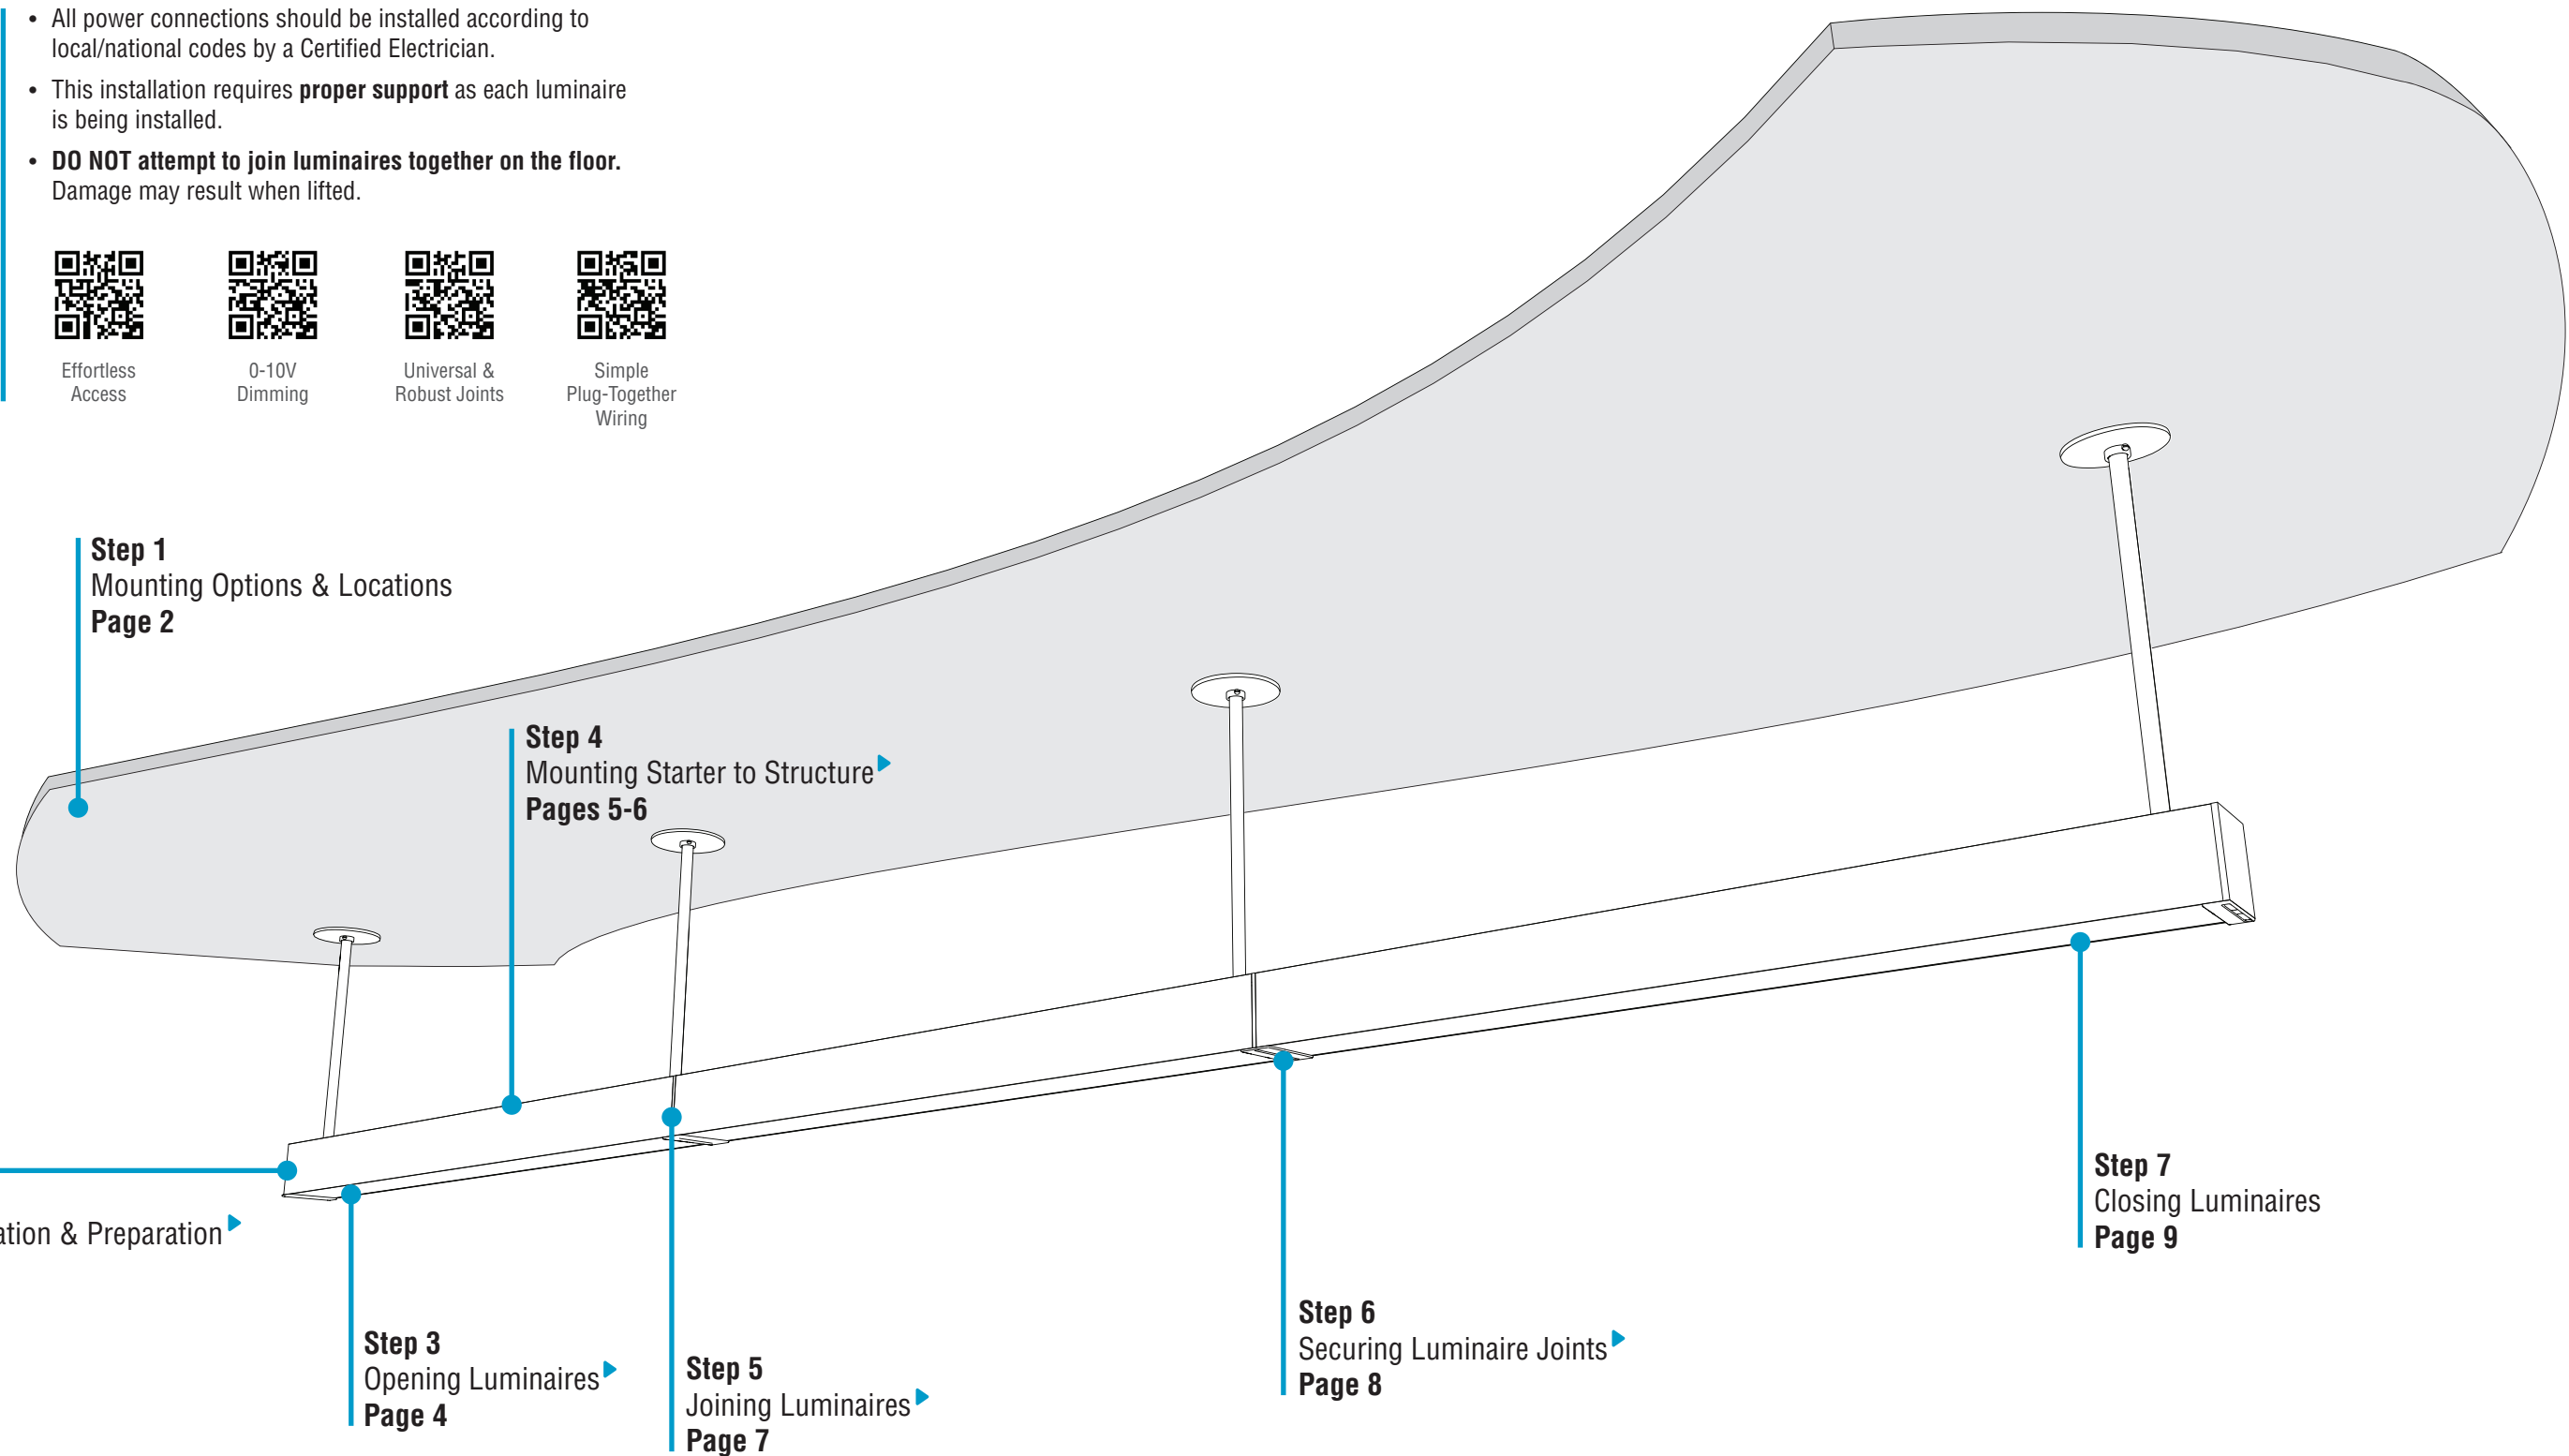 • All power connections should be installed according to
local/national codes by a Certified Electrician.
• This installation requires proper support as each luminaire
is being installed.
• DO NOT attempt to join luminaires together on the floor.
Damage may result when lifted.
Effortless
Access
0-10V
Dimming
Universal &
Robust Joints
Simple
Plug-Together
Wiring
Step 1
Mounting Options & Locations
Page 2
Step 4
Mounting Starter to Structure
Pages 5-6
& Preparation
Step 3
Opening Luminaires
Page 4
Step 5
Joining Luminaires
Page 7
Step 6
Securing Luminaire Joints
Page 8
Step 7
Closing Luminaires
Page 9